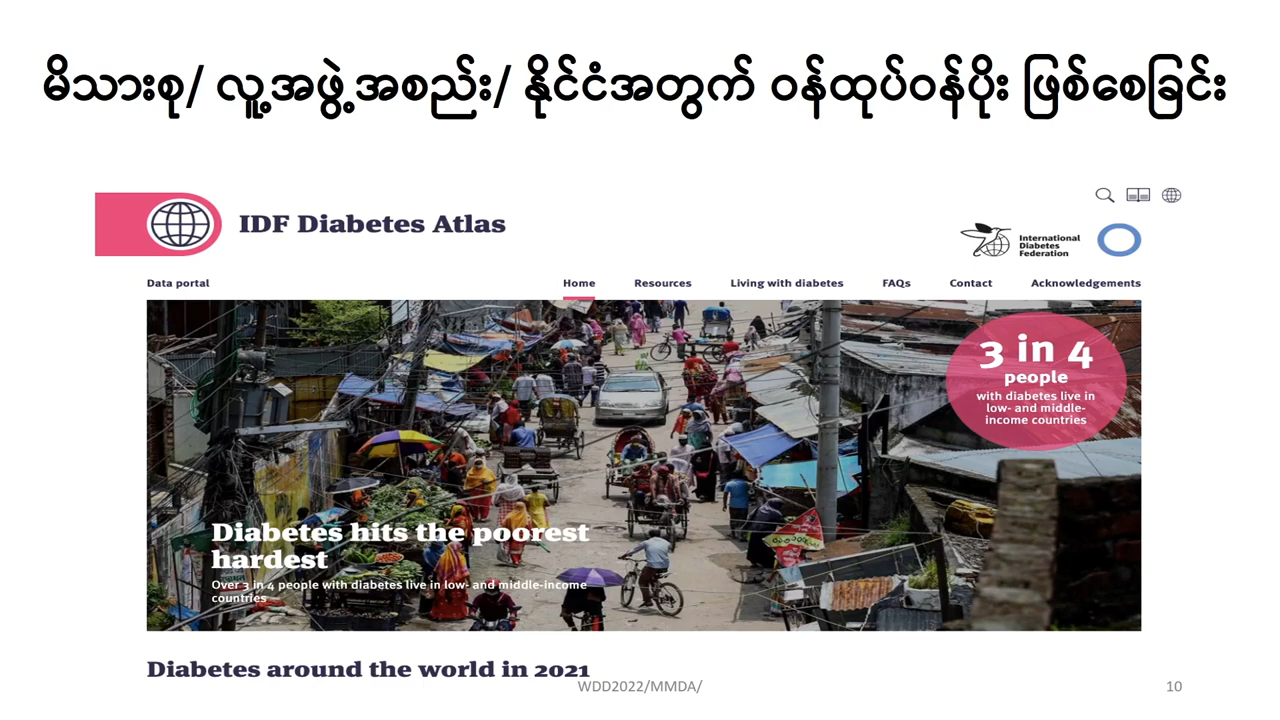 မိသားစု/ လူ့အဖွဲ့အစည်း/ နိုင်ငံအတွက် ဝန်ထုပ်ဝန်ပိုး ဖြစ်စေခြင်း
IDF Diabetes Atlas
International
Diabetes
Federation
Data portal
Home
Resources
Living with diabetes
FAQs
Contact
Acknowledgements
3 in 4
people
with diabetes live in
low- and middle-
income countries
Diabetes hits the poorest
hardest
Over 3 in 4 people with diabetes live in low- and middle-income
countries
Diabetes around the world in 2021
WDD2022/MMDA/
10